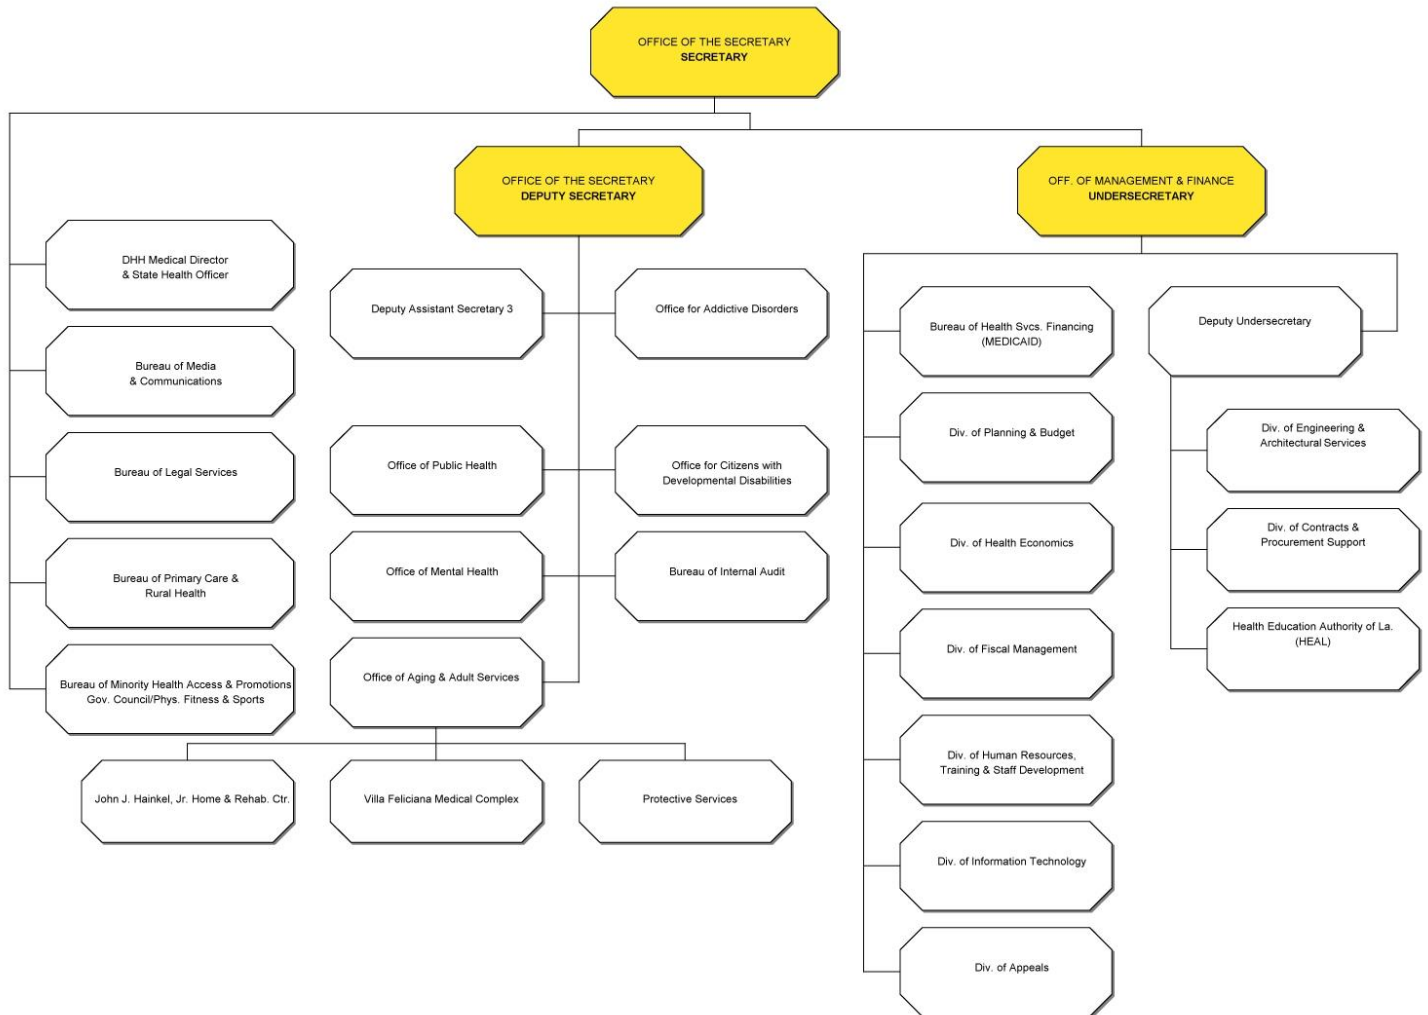 OFFICE OF THE SECRETARY
SECRETARY
OFFICE OF THE SECRETARY
DEPUTY SECRETARY
OFF. OF MANAGEMENT & FINANCE
UNDERSECRETARY
DHH Medical Director
& State Health Officer
Bureau of Media
& Communications
Bureau of Legal Services
Bureau of Primary Care &
Rural Health
Bureau of Minority Health Access & Promotions
Gov. Council/Phys. Fitness & Sports
Deputy Assistant Secretary 3
Office for Addictive Disorders
Office of Public Health
Office for Citizens with
Developmental Disabilities
Office of Mental Health
Bureau of Internal Audit
Office of Aging & Adult Services
John J. Hainkel, Jr. Home & Rehab. Ctr.
Villa Feliciana Medical Complex
Protective Services
Bureau of Health Svcs. Financing
(MEDICAID)
Div. of Planning & Budget
Div. of Health Economics
Div. of Fiscal Management
Div. of Human Resources,
Training & Staff Development
Div. of Information Technology
Div. of Appeals
Deputy Undersecretary
Div. of Engineering &
Architectural Services
Div. of Contracts &
Procurement Support
Health Education Authority of La.
(HEAL)